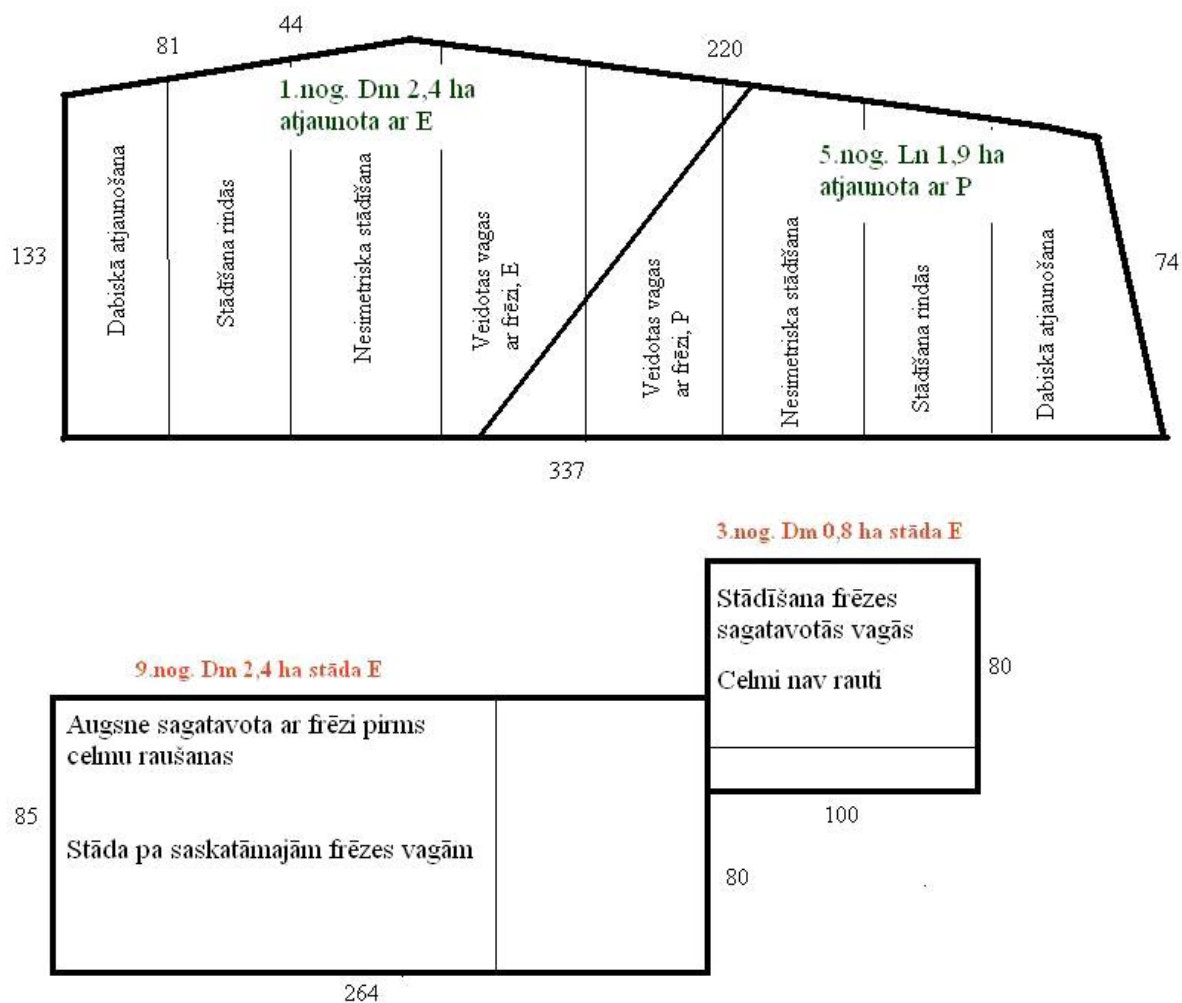 81
44
220
1.nog. Dm 2,4 ha
atjaunota ar E
5.nog. Ln 1,9 ha
atjaunota ar P
133
Dabiskā atjaunošana
Stādīšana rindās
Nesimetriska stādīšana
Veidotas vagas
ar frēzi, E
Veidotas vagas
ar frēzi, P
Nesimetriska stādīšana
Stādīšana rindās
Dabiskā atjaunošana
74
337
3.nog. Dm 0,8 ha stāda E
Stādīšana frēzes
sagatavotās vagās
Celmi nav rauti
80
100
9.nog. Dm 2,4 ha stāda E
Augsne sagatavota ar frēzi pirms
celmu raušanas
85
Stāda pa saskatāmajām frēzes vagām
80
264